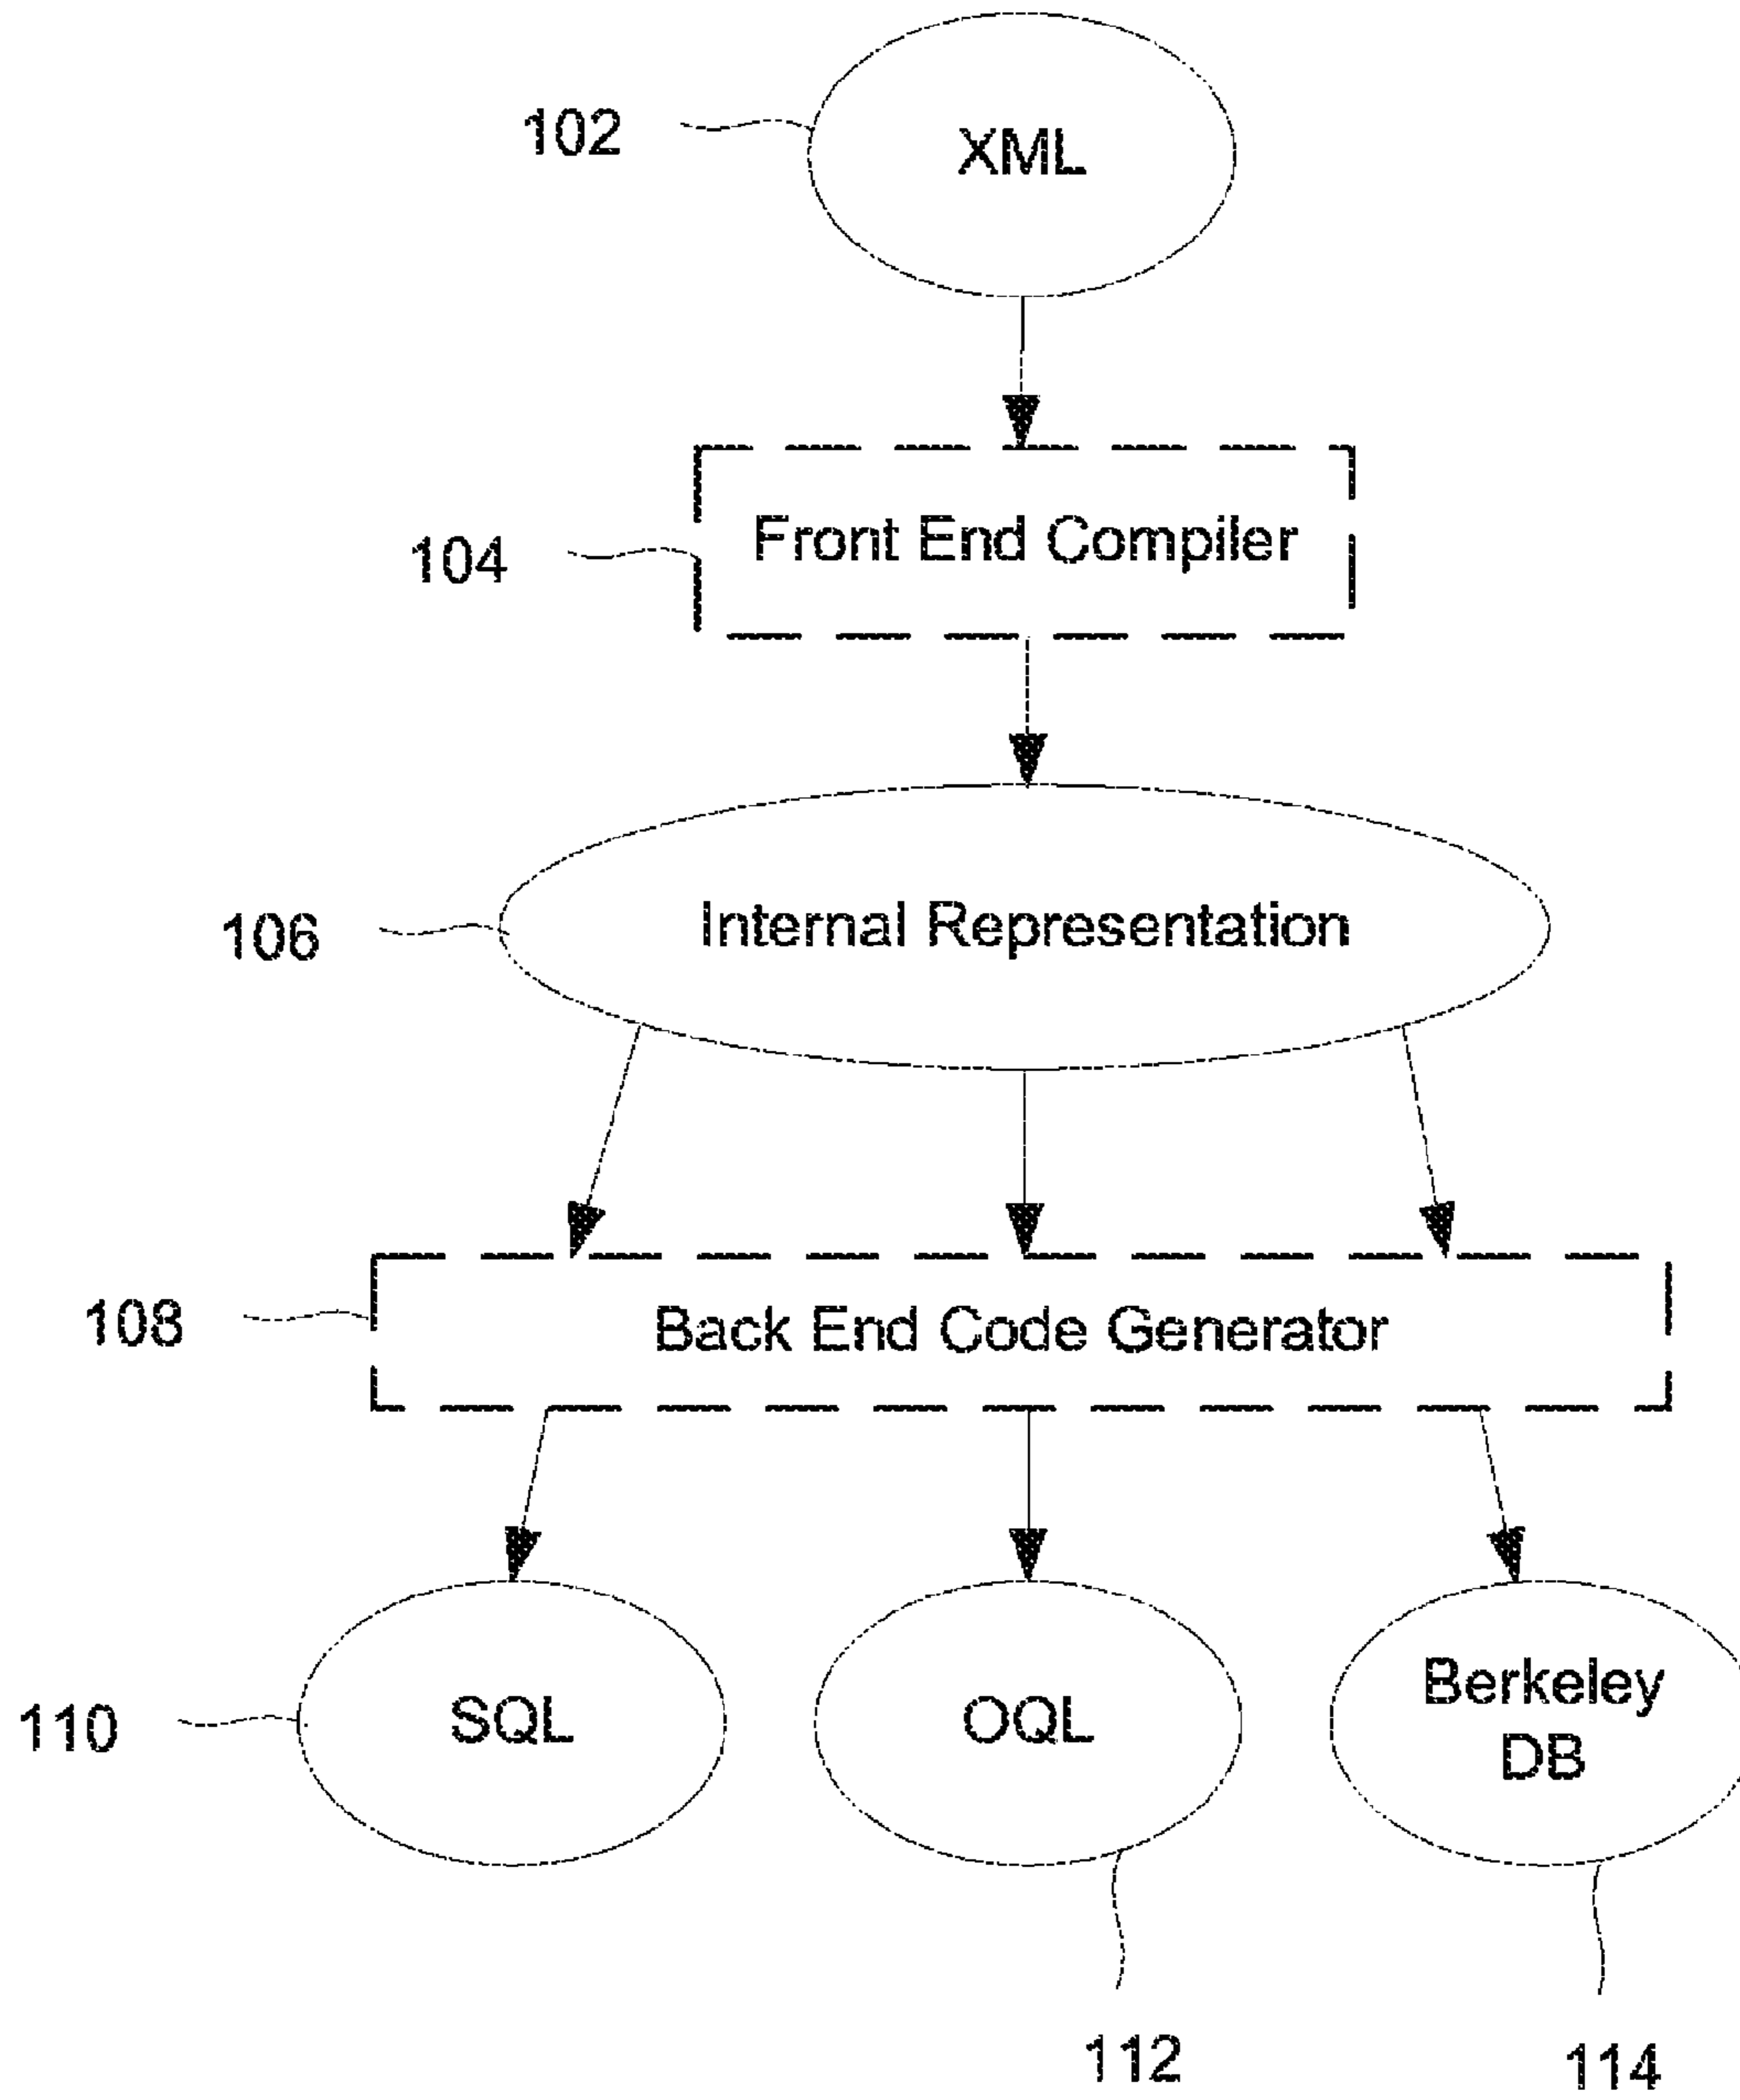 102
XML
104
Front End Compiler
106
Internal Representation
108
Back End Code Generator
110
SQL
OQL
Berkeley
DB
112
114